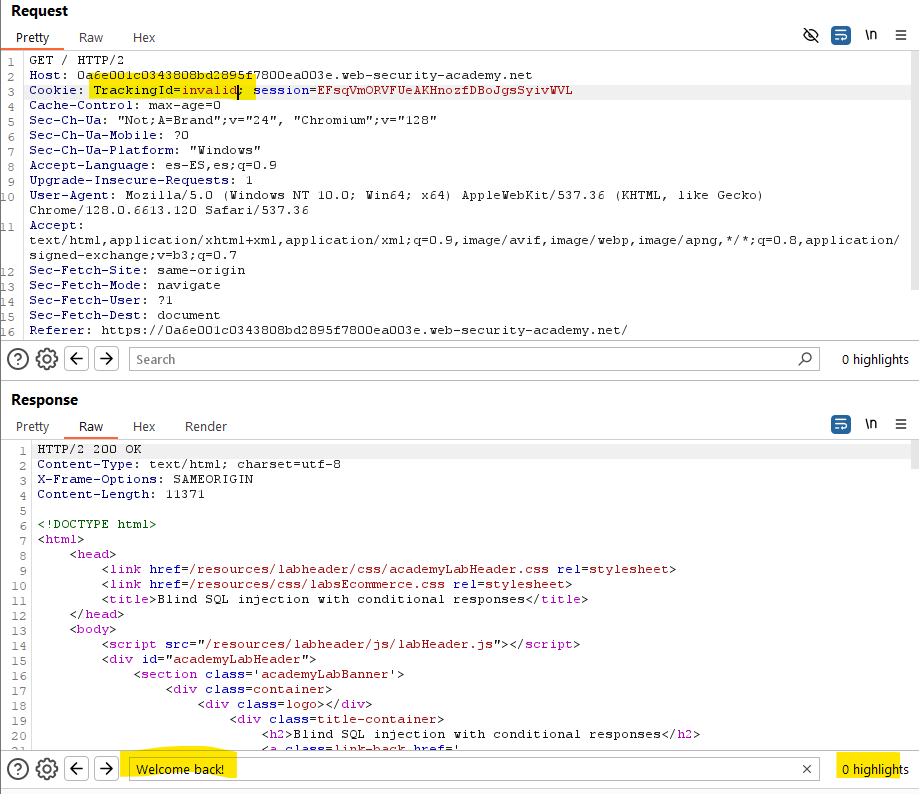 Request
Pretty Raw Hex \n
1 GET / HTTP/2
2 Host: 0a6e001c0343808bd2895f7800ea003e.web-security-academy.net
3 Cookie: TrackingId=invalid; session=EFsqVmORVFUeAKHnozfDBoJgsSyivWVL
4 Cache-Control: max-age=0
5 Sec-Ch-Ua: "Not;A=Brand";v="24", "Chromium";v="128"
6 Sec-Ch-Ua-Mobile: ?0
7 Sec-Ch-Ua-Platform: "Windows"
8 Accept-Language: es-ES,es;q=0.9
9 Upgrade-Insecure-Requests: 1
10 User-Agent: Mozilla/5.0 (Windows NT 10.0; Win64; x64) AppleWebKit/537.36 (KHTML, like Gecko)
Chrome/128.0.6613.120 Safari/537.36
11 Accept:
text/html,application/xhtml+xml,application/xml;q=0.9,image/avif,image/webp,image/apng,*/*;q=0.8,application/
signed-exchange;v=b3;q=0.7
12 Sec-Fetch-Site: same-origin
13 Sec-Fetch-Mode: navigate
14 Sec-Fetch-User: ?1
15 Sec-Fetch-Dest: document
16 Referer: https://0a6e001c0343808bd2895f7800ea003e.web-security-academy.net/
Search 0 highlights
Response
Pretty Raw Hex Render \n
1 HTTP/2 200 OK
2 Content-Type: text/html; charset=utf-8
3 X-Frame-Options: SAMEORIGIN
4 Content-Length: 11371
5
6 <!DOCTYPE html>
7 <html>
8 <head>
9 <link href=/resources/labheader/css/academyLabHeader.css rel=stylesheet>
10 <link href=/resources/css/labsEcommerce.css rel=stylesheet>
11 <title>Blind SQL injection with conditional responses</title>
12 </head>
13 <body>
14 <script src="/resources/labheader/js/labHeader.js"></script>
15 <div id="academyLabHeader">
16 <section class='academyLabBanner'>
17 <div class=container>
18 <div class=logo></div>
19 <div class=title-container>
20 <h2>Blind SQL injection with conditional responses</h2>
21 <a class=link-back href='
Welcome back! 0 highlights